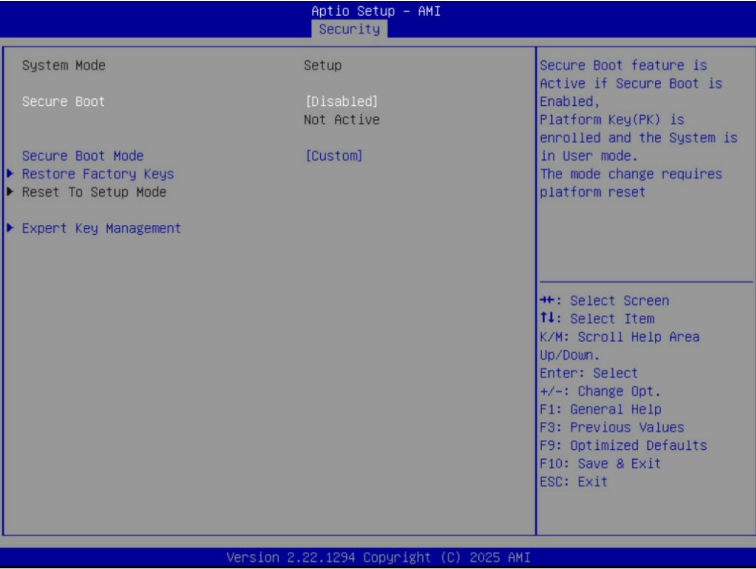 Aptio Setup – AMI
Security
System Mode Setup
Secure Boot [Disabled]
Not Active
Secure Boot Mode [Custom]
Restore Factory Keys
Reset To Setup Mode
Expert Key Management
Secure Boot feature is
Active if Secure Boot is
Enabled,
Platform Key(PK) is
enrolled and the System is
in User mode.
The mode change requires
platform reset
→←: Select Screen
↑↓: Select Item
K/M: Scroll Help Area
Up/Down.
Enter: Select
+/-: Change Opt.
F1: General Help
F3: Previous Values
F9: Optimized Defaults
F10: Save & Exit
ESC: Exit
Version 2.22.1294 Copyright (C) 2025 AMI